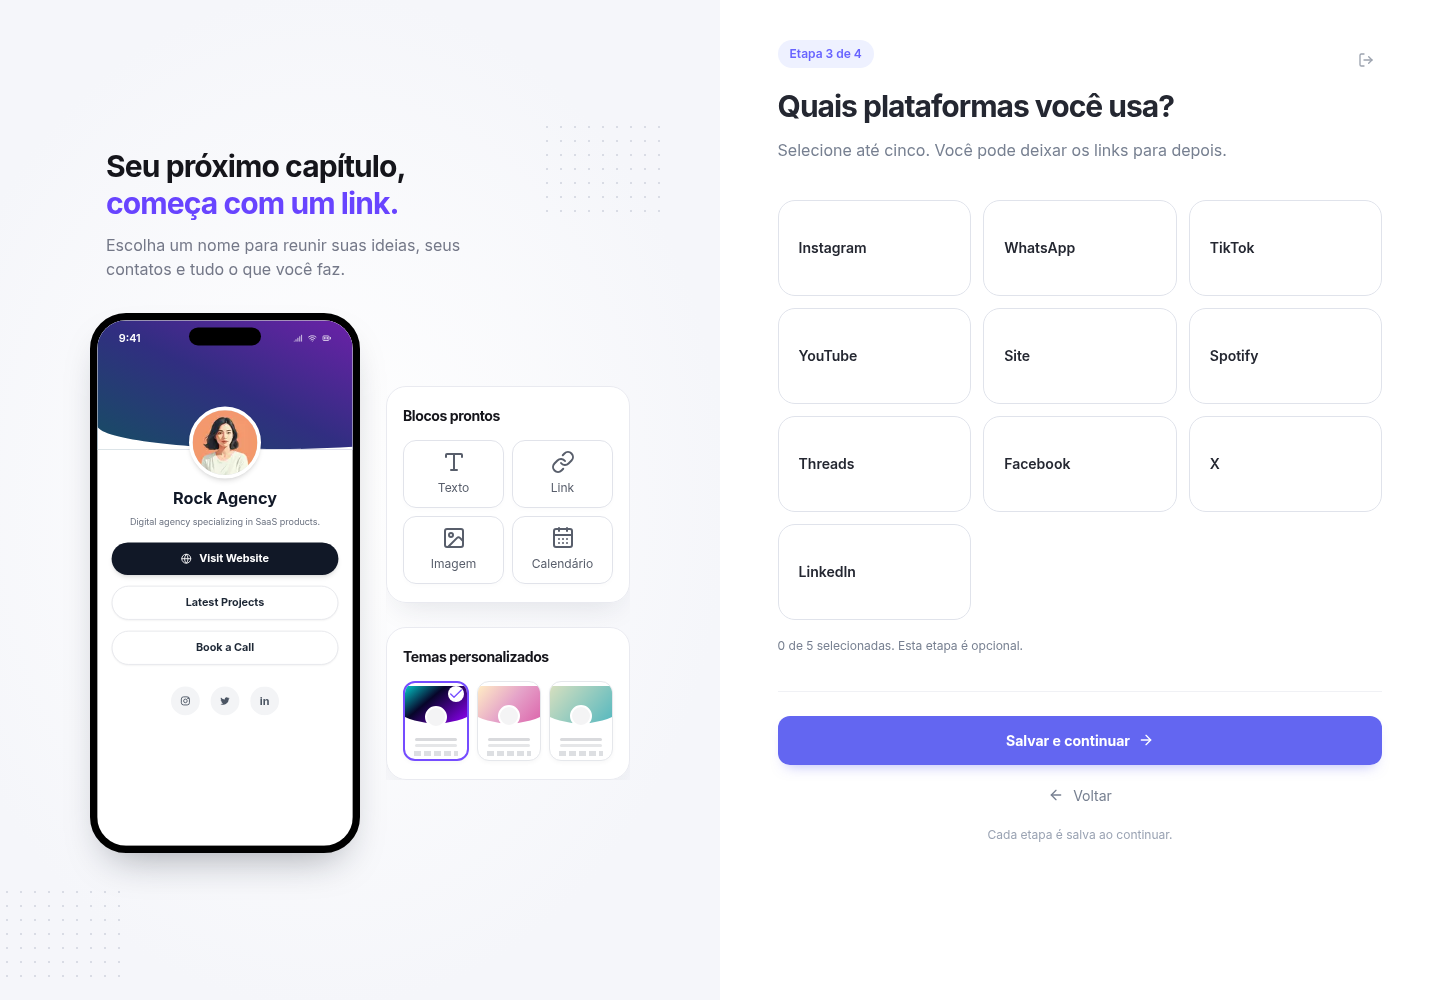 Seu próximo capítulo,
começa com um link.
Escolha um nome para reunir suas ideias, seus
contatos e tudo o que você faz.
9:41
Rock Agency
Digital agency specializing in SaaS products.
Visit Website
Latest Projects
Book a Call
in
Blocos prontos
Texto
Link
Imagem
Calendário
Temas personalizados
Etapa 3 de 4
Quais plataformas você usa?
Selecione até cinco. Você pode deixar os links para depois.
Instagram
WhatsApp
TikTok
YouTube
Site
Spotify
Threads
Facebook
X
LinkedIn
0 de 5 selecionadas. Esta etapa é opcional.
Salvar e continuar
Voltar
Cada etapa é salva ao continuar.